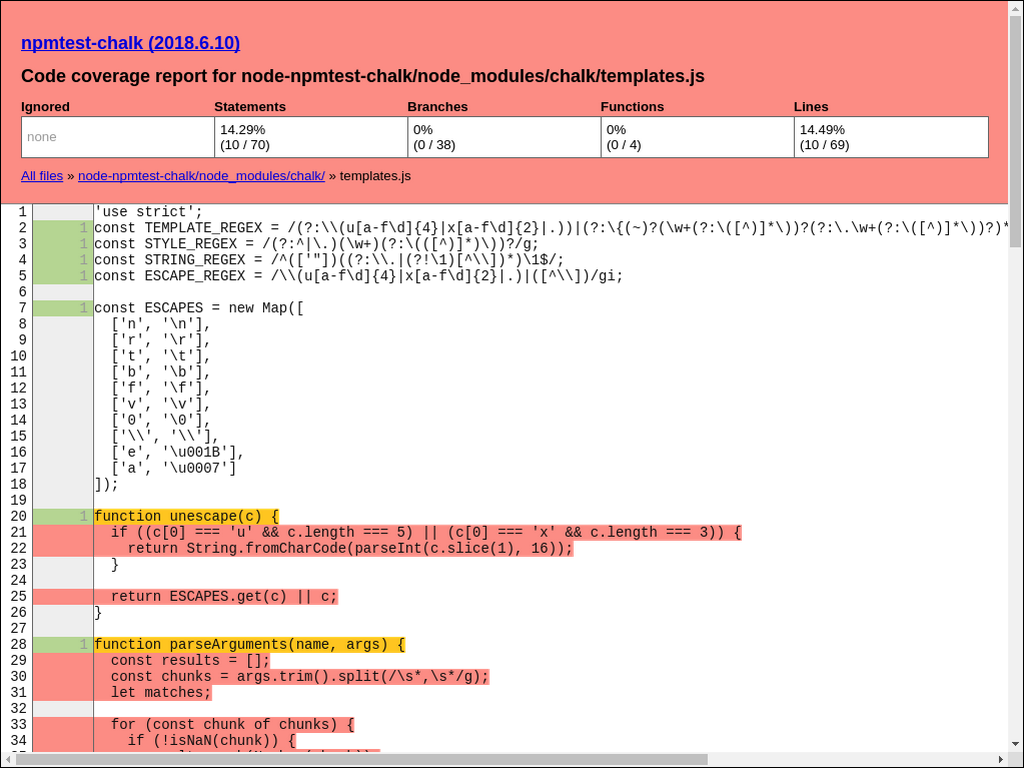 npmtest-chalk (2018.6.10)
Code coverage report for node-npmtest-chalk/node_modules/chalk/templates.js
Ignored Statements Branches Functions Lines
none 14.29% 0% 0% 14.49%
(10 / 70) (0 / 38) (0 / 4) (10 / 69)
All files » node-npmtest-chalk/node_modules/chalk/ » templates.js
1 'use strict';
2 1 const TEMPLATE_REGEX = /(?:\\(u[a-f\d]{4}|x[a-f\d]{2}|.))|(?:\{(~)?(\w+(?:\([^)]*\))?(?:\.\w+(?:\([^)]*\))?)*
3 1 const STYLE_REGEX = /(?:^|\.)(\w+)(?:\(([^)]*)\))?/g;
4 1 const STRING_REGEX = /^(['"])((?:\\.|(?!\1)[^\\])*)\1$/;
5 1 const ESCAPE_REGEX = /\\(u[a-f\d]{4}|x[a-f\d]{2}|.)|([^\\])/gi;
6
7 1 const ESCAPES = new Map([
8 ['n', '\n'],
9 ['r', '\r'],
10 ['t', '\t'],
11 ['b', '\b'],
12 ['f', '\f'],
13 ['v', '\v'],
14 ['0', '\0'],
15 ['\\', '\\'],
16 ['e', '\u001B'],
17 ['a', '\u0007']
18 ]);
19
20 1 function unescape(c) {
21 if ((c[0] === 'u' && c.length === 5) || (c[0] === 'x' && c.length === 3)) {
22 return String.fromCharCode(parseInt(c.slice(1), 16));
23 }
24
25 return ESCAPES.get(c) || c;
26 }
27
28 1 function parseArguments(name, args) {
29 const results = [];
30 const chunks = args.trim().split(/\s*,\s*/g);
31 let matches;
32
33 for (const chunk of chunks) {
34 if (!isNaN(chunk)) {